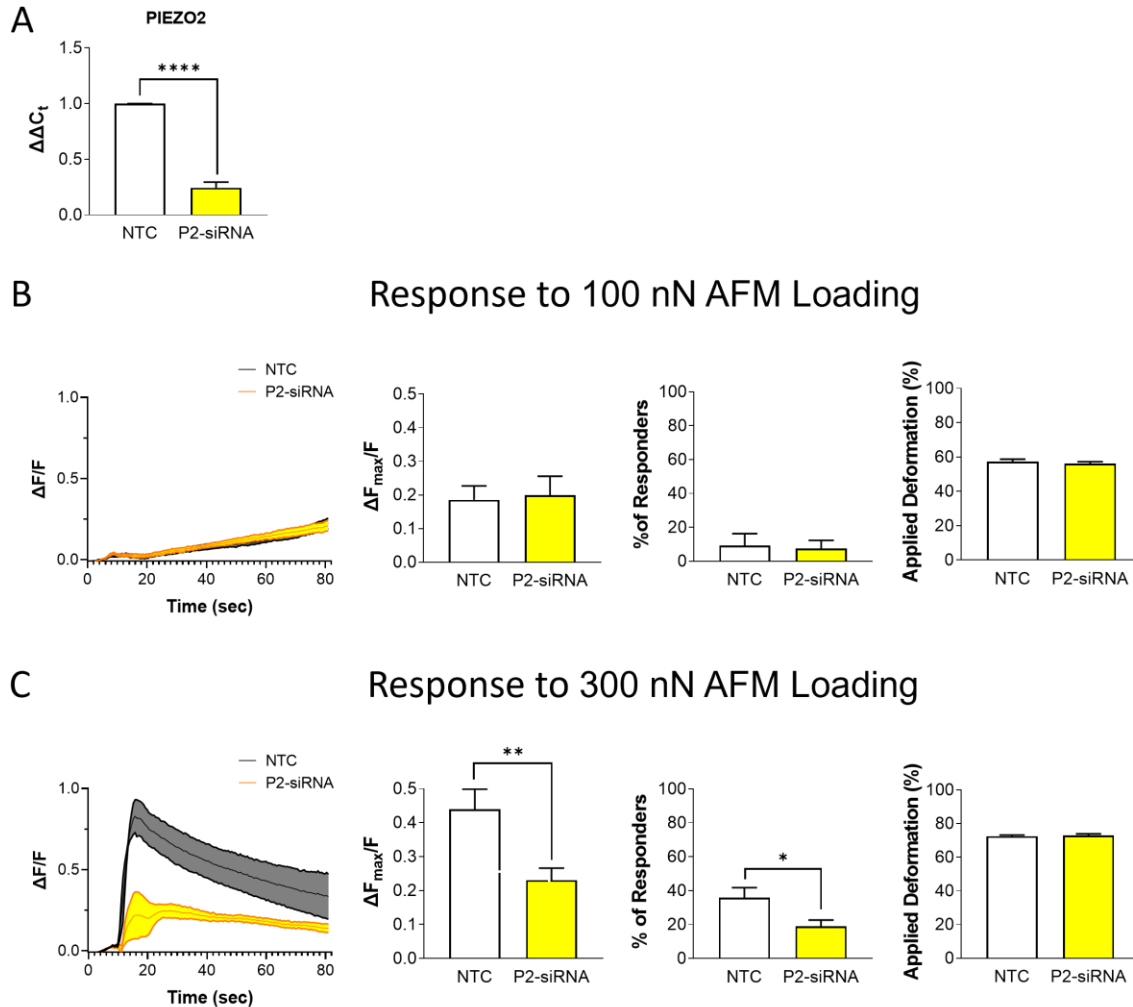 A
PIEZO2
ΔΔCt
1.5
1.0
0.5
0.0
****
NTC P2-siRNA
B
Response to 100 nN AFM Loading
NTC
P2-siRNA
ΔF/F
1.0
0.5
0.0
0 20 40 60 80
Time (sec)
ΔFmax/F
0.5
0.4
0.3
0.2
0.1
0.0
NTC P2-siRNA
%of Responders
100
80
60
40
20
0
NTC P2-siRNA
Applied Deformation (%)
100
80
60
40
20
0
NTC P2-siRNA
C
Response to 300 nN AFM Loading
NTC
P2-siRNA
ΔF/F
1.0
0.5
0.0
0 20 40 60 80
Time (sec)
ΔFmax/F
0.5
0.4
0.3
0.2
0.1
0.0
**
NTC P2-siRNA
% of Responders
100
80
60
40
20
0
*
NTC P2-siRNA
Applied Deformation (%)
100
80
60
40
20
0
NTC P2-siRNA